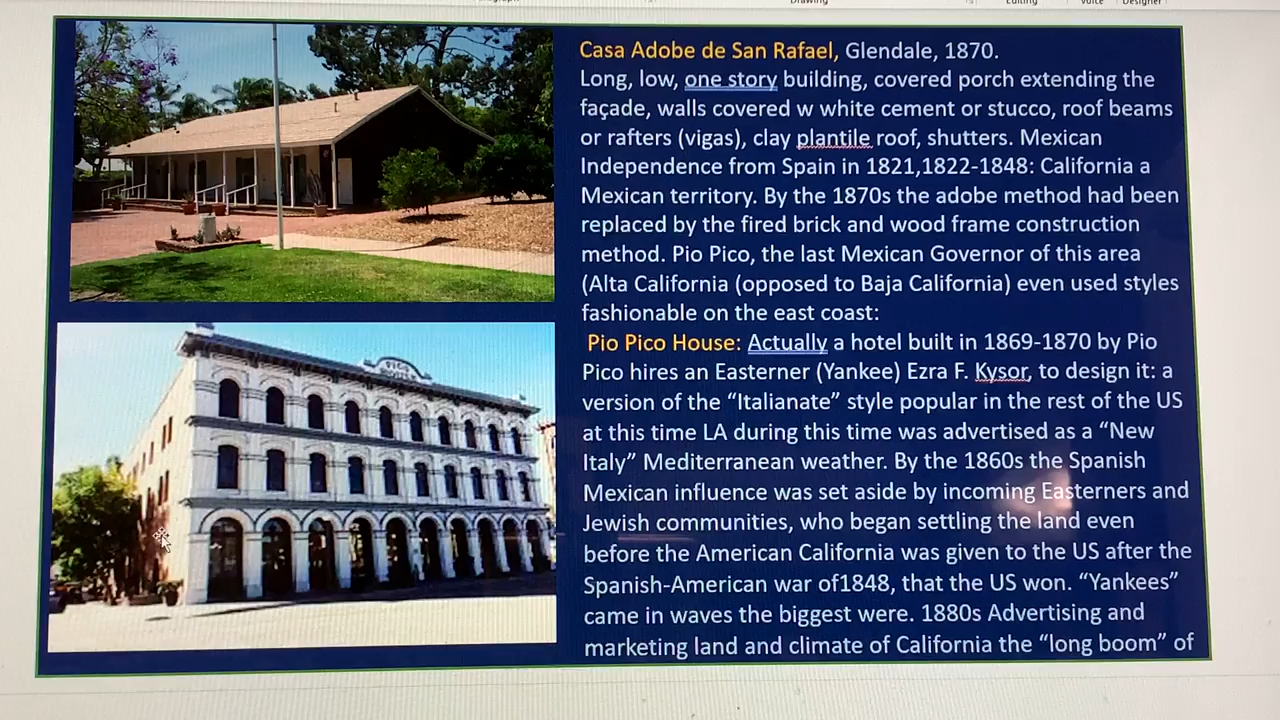 Drawing
Editing
Voice
Designer
Casa Adobe de San Rafael, Glendale, 1870.
Long, low, one story building, covered porch extending the
façade, walls covered w white cement or stucco, roof beams
or rafters (vigas), clay plantile roof, shutters. Mexican
Independence from Spain in 1821,1822-1848: California a
Mexican territory. By the 1870s the adobe method had been
replaced by the fired brick and wood frame construction
method. Pio Pico, the last Mexican Governor of this area
(Alta California (opposed to Baja California) even used styles
fashionable on the east coast:
Pio Pico House: Actually a hotel built in 1869-1870 by Pio
Pico hires an Easterner (Yankee) Ezra F. Kysor, to design it: a
version of the “Italianate” style popular in the rest of the US
at this time LA during this time was advertised as a “New
Italy” Mediterranean weather. By the 1860s the Spanish
Mexican influence was set aside by incoming Easterners and
Jewish communities, who began settling the land even
before the American California was given to the US after the
Spanish-American war of1848, that the US won. “Yankees”
came in waves the biggest were. 1880s Advertising and
marketing land and climate of California the “long boom” of